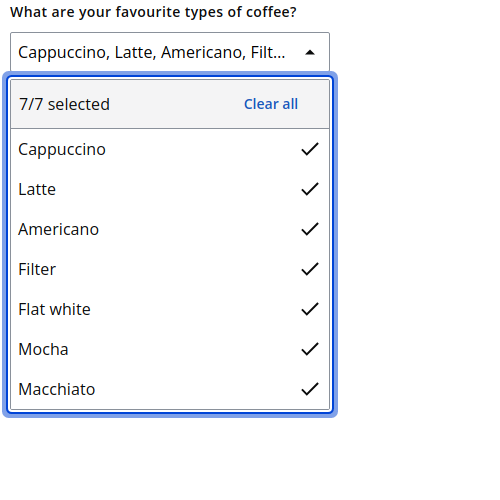 What are your favourite types of coffee?
Cappuccino, Latte, Americano, Filt...
7/7 selected Clear all
Cappuccino
Latte
Americano
Filter
Flat white
Mocha
Macchiato